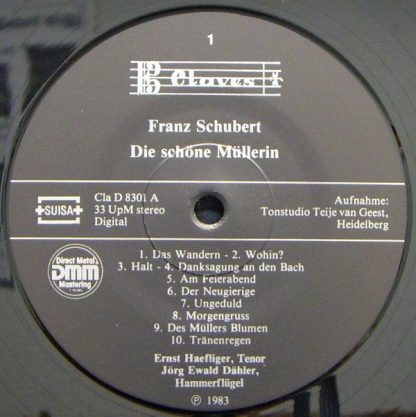 1
Claves
Franz Schubert
Die schöne Müllerin
SUISA
Cla D 8301 A
33 UpM stereo
Digital
Aufnahme:
Tonstudio Teije van Geest,
Heidelberg
Direct Metal
DMM
Mastering
1. Das Wandern - 2. Wohin?
3. Halt - 4. Danksagung an den Bach
5. Am Feierabend
6. Der Neugierige
7. Ungeduld
8. Morgengruss
9. Des Müllers Blumen
10. Tränenregen
Ernst Haefliger, Tenor
Jörg Ewald Dähler,
Hammerflügel
℗ 1983